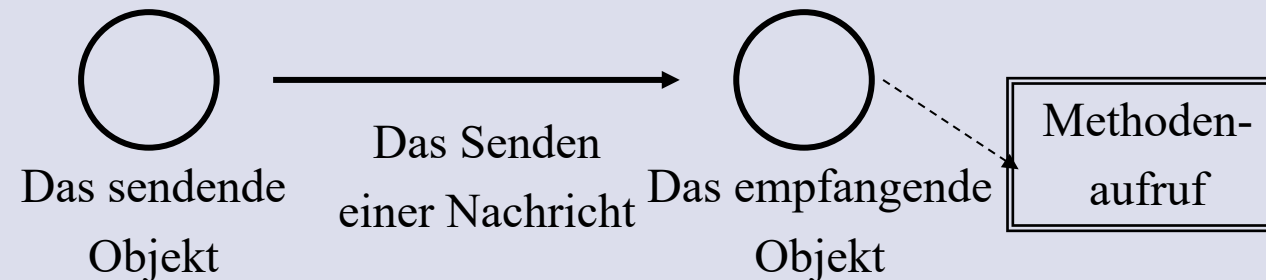 Das sendende
Objekt
Das Senden
einer Nachricht
Das empfangende
Objekt
Methoden-
aufruf